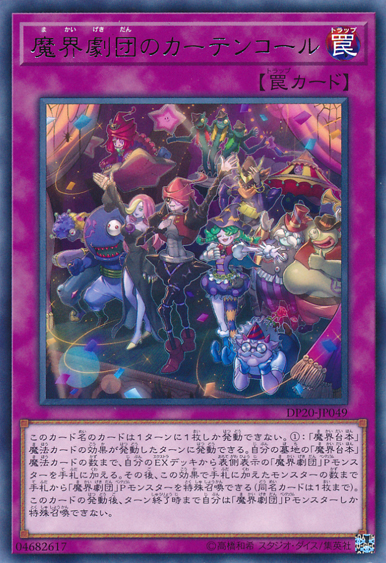 魔界劇団のカーテンコール 罠
【罠カード】
DP20-JP049
このカード名のカードは1ターンに1枚しか発動できない。①:「魔界台本」
魔法カードの効果が発動したターンに発動できる。自分の墓地の「魔界台本」
魔法カードの数まで、自分のEXデッキから表側表示の「魔界劇団」Pモンス
ターを手札に加える。その後、この効果で手札に加えたモンスターの数まで
手札から「魔界劇団」Pモンスターを特殊召喚できる(同名カードは1枚まで)。
このカードの発動後、ターン終了時まで自分は「魔界劇団」Pモンスターしか
特殊召喚できない。
04682617
©高橋和希 スタジオ・ダイス/集英社